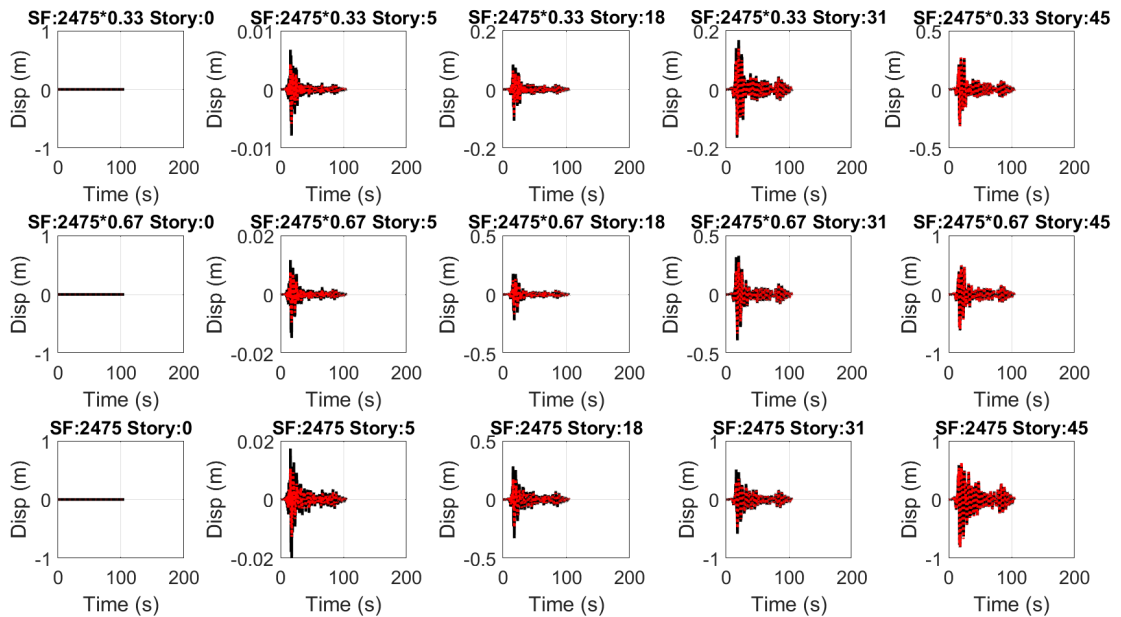 SF:2475*0.33 Story:0 SF:2475*0.33 Story:5 SF:2475*0.33 Story:18 SF:2475*0.33 Story:31 SF:2475*0.33 Story:45
1 0.01 0.2 0.2 0.5
Disp (m) Disp (m) Disp (m) Disp (m) Disp (m)
0 0 0 0 0
-1 -0.01 -0.2 -0.2 -0.5
0 100 200 0 100 200 0 100 200 0 100 200 0 100 200
Time (s) Time (s) Time (s) Time (s) Time (s)
SF:2475*0.67 Story:0 SF:2475*0.67 Story:5 SF:2475*0.67 Story:18 SF:2475*0.67 Story:31 SF:2475*0.67 Story:45
1 0.02 0.5 0.5 1
Disp (m) Disp (m) Disp (m) Disp (m) Disp (m)
0 0 0 0 0
-1 -0.02 -0.5 -0.5 -1
0 100 200 0 100 200 0 100 200 0 100 200 0 100 200
Time (s) Time (s) Time (s) Time (s) Time (s)
SF:2475 Story:0 SF:2475 Story:5 SF:2475 Story:18 SF:2475 Story:31 SF:2475 Story:45
1 0.02 0.5 1 1
Disp (m) Disp (m) Disp (m) Disp (m) Disp (m)
0 0 0 0 0
-1 -0.02 -0.5 -1 -1
0 100 200 0 100 200 0 100 200 0 100 200 0 100 200
Time (s) Time (s) Time (s) Time (s) Time (s)